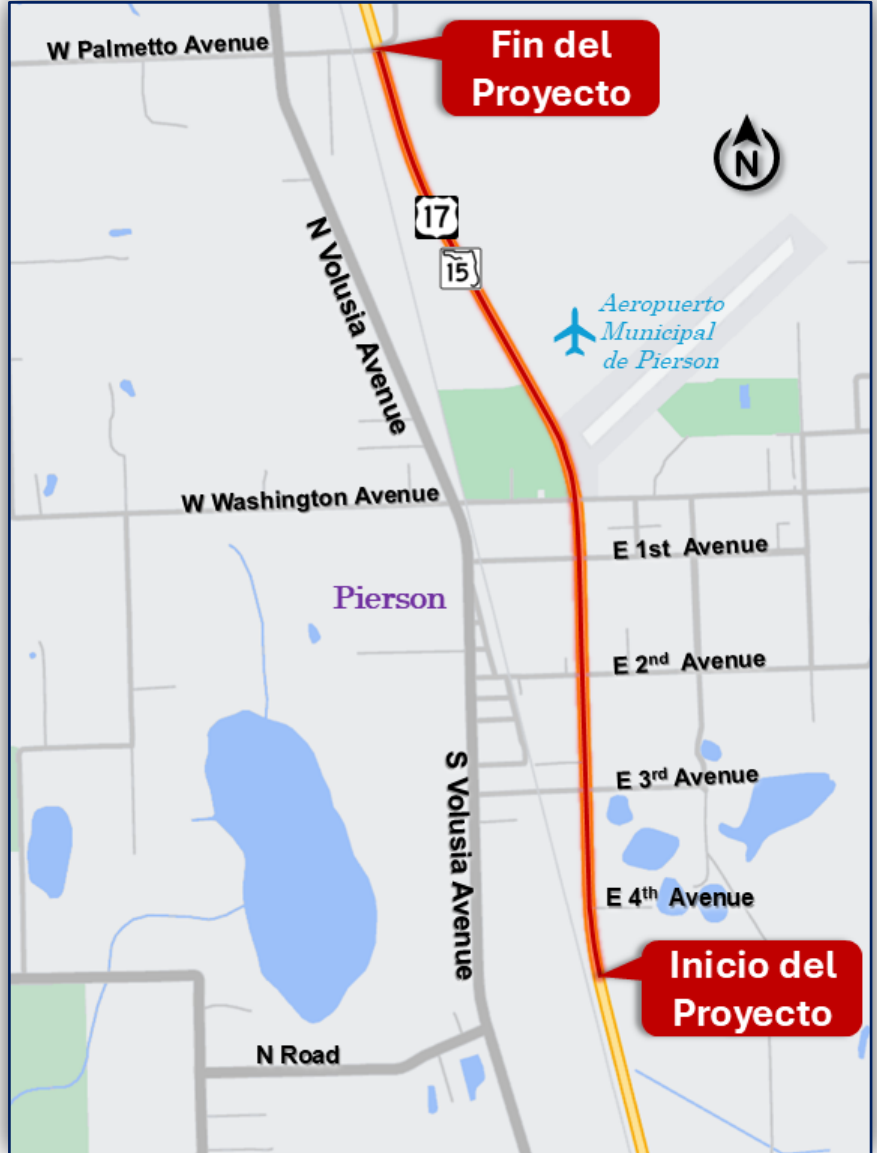 W Palmetto Avenue
Fin del
Proyecto
N
17
15
N Volusia Avenue
Aeropuerto
Municipal
de Pierson
W Washington Avenue
E 1st Avenue
Pierson
E 2nd Avenue
E 3rd Avenue
S Volusia Avenue
E 4th Avenue
Inicio del
Proyecto
N Road